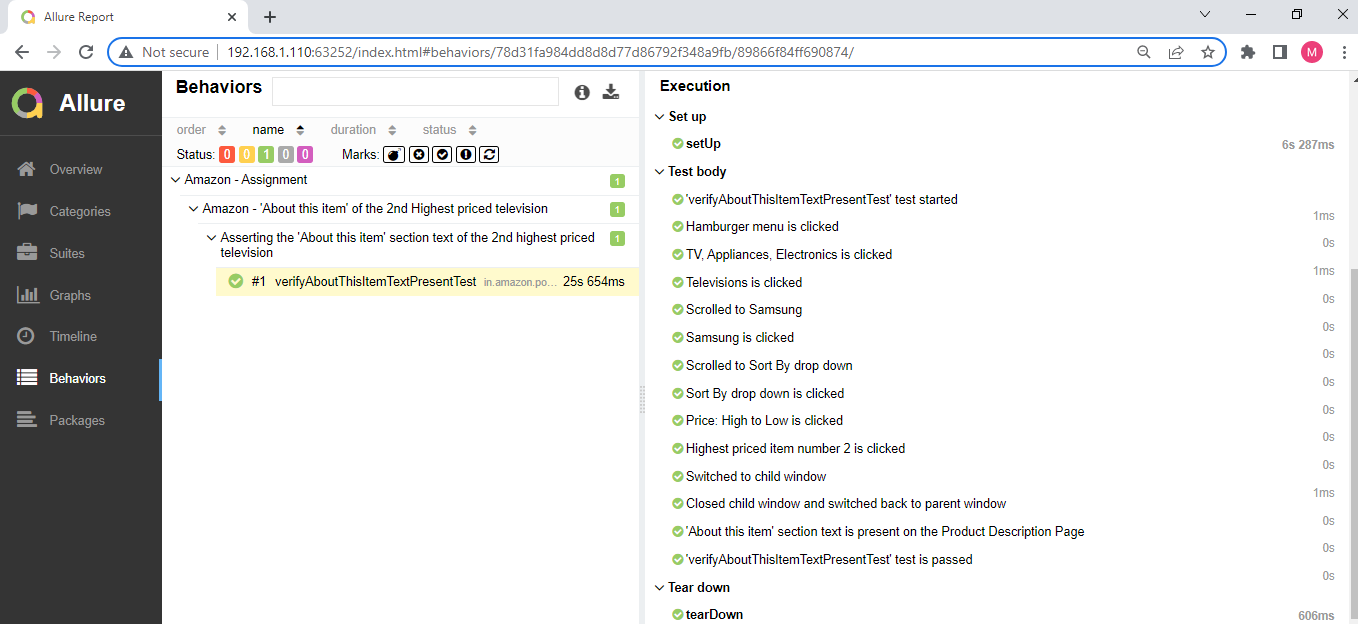 Allure Report
Not secure
192.168.1.110:63252/index.html#behaviors/78d31fa984dd8d8d77d86792f348a9fb/89866f84ff690874/
M
Allure
Overview
Categories
Suites
Graphs
Timeline
Behaviors
Packages
Behaviors
order name duration status
Status: 0 0 1 0 0 Marks:
Amazon - Assignment 1
Amazon - 'About this item' of the 2nd Highest priced television 1
Asserting the 'About this item' section text of the 2nd highest priced 1
television
#1 verifyAboutThisItemTextPresentTest in.amazon.po... 25s 654ms
Execution
Set up
setUp 6s 287ms
Test body
'verifyAboutThisItemTextPresentTest' test started
1ms
Hamburger menu is clicked
0s
TV, Appliances, Electronics is clicked
1ms
Televisions is clicked
0s
Scrolled to Samsung
0s
Samsung is clicked
0s
Scrolled to Sort By drop down
0s
Sort By drop down is clicked
0s
Price: High to Low is clicked
0s
Highest priced item number 2 is clicked
0s
Switched to child window
1ms
Closed child window and switched back to parent window
0s
'About this item' section text is present on the Product Description Page
0s
'verifyAboutThisItemTextPresentTest' test is passed
0s
Tear down
tearDown 606ms